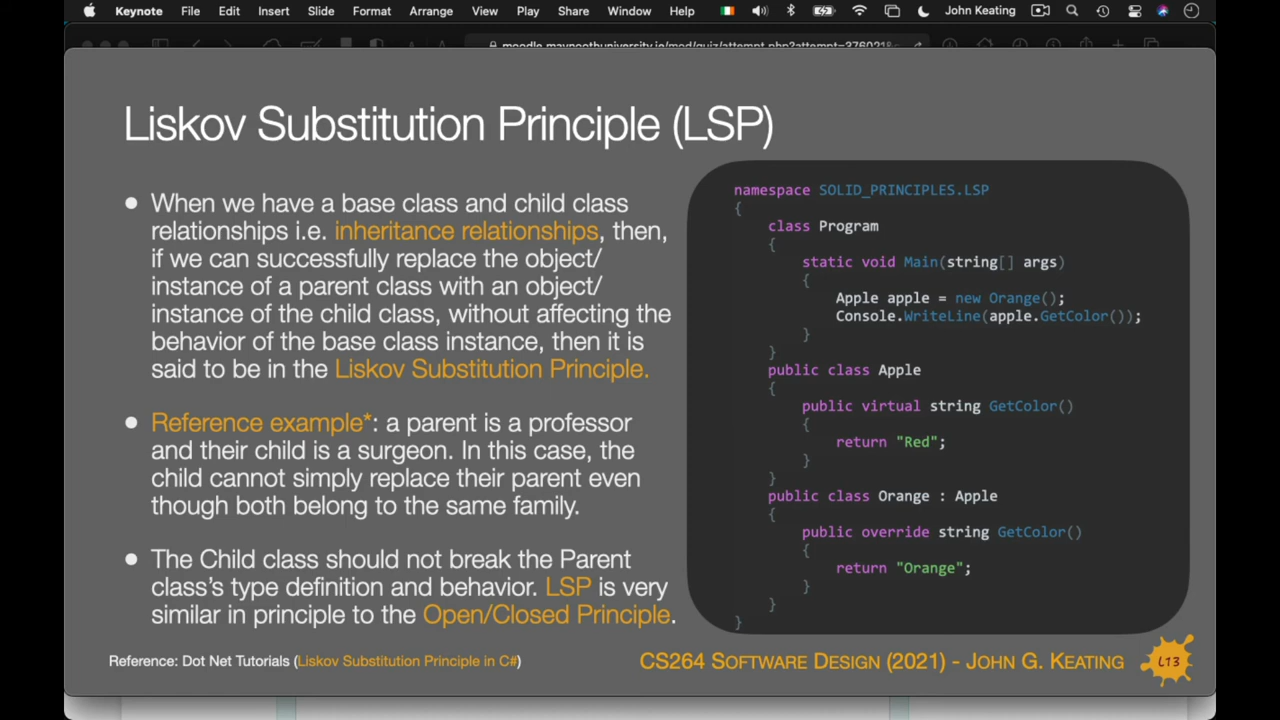 Keynote File Edit Insert Slide Format Arrange View Play Share Window Help John Keating
moodle.maynoothuniversity.ie/mod/quiz/attempt.php?attempt=376021&c
Liskov Substitution Principle (LSP)
• When we have a base class and child class
relationships i.e. inheritance relationships, then,
if we can successfully replace the object/
instance of a parent class with an object/
instance of the child class, without affecting the
behavior of the base class instance, then it is
said to be in the Liskov Substitution Principle.
• Reference example*: a parent is a professor
and their child is a surgeon. In this case, the
child cannot simply replace their parent even
though both belong to the same family.
• The Child class should not break the Parent
class's type definition and behavior. LSP is very
similar in principle to the Open/Closed Principle.
namespace SOLID_PRINCIPLES.LSP
{
class Program
{
static void Main(string[] args)
{
Apple apple = new Orange();
Console.WriteLine(apple.GetColor());
}
}
public class Apple
{
public virtual string GetColor()
{
return "Red";
}
}
public class Orange : Apple
{
public override string GetColor()
{
return "Orange";
}
}
}
Reference: Dot Net Tutorials (Liskov Substitution Principle in C#)
CS264 Software Design (2021) - John G. Keating
L13